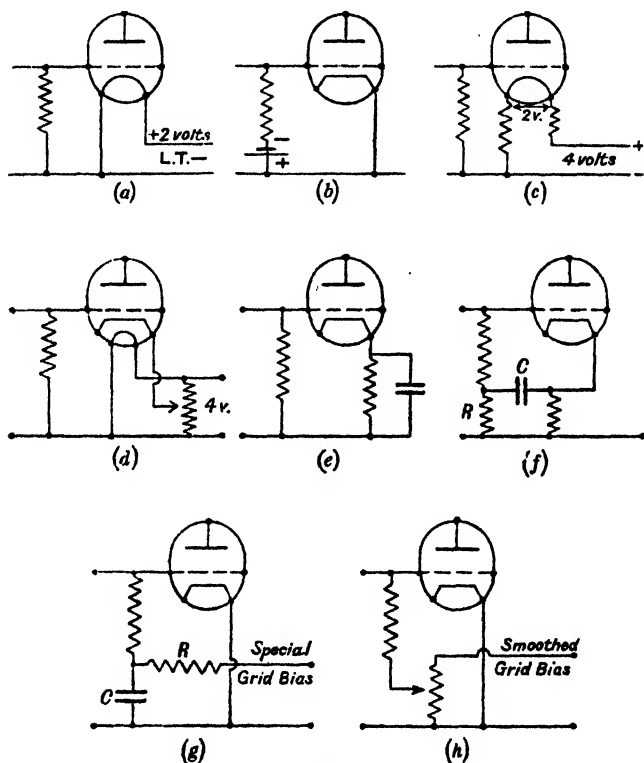 +2 volts
L.T.—
(a)
−
+
(b)
2v.
+
4 volts
−
(c)
4v.
(d)
(e)
C
R
(f)
R
Special
Grid Bias
C
(g)
Smoothed
Grid Bias
(h)